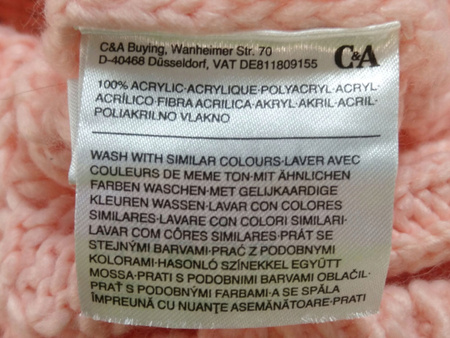 C&A Buying, Wanheimer Str. 70
D-40468 Düsseldorf, VAT DE811809155
C&A
100% ACRYLIC·ACRYLIQUE·POLYACRYL·ACRYL·
ACRÍLICO·FIBRA ACRILICA·AKRYL·AKRIL·ACRIL·
POLIAKRILNO VLAKNO
WASH WITH SIMILAR COLOURS·LAVER AVEC
COULEURS DE MEME TON·MIT ÄHNLICHEN
FARBEN WASCHEN·MET GELIJKAARDIGE
KLEUREN WASSEN·LAVAR CON COLORES
SIMILARES·LAVARE CON COLORI SIMILARI·
LAVAR COM CÔRES SIMILARES·PRÁT SE
STEJNÝMI BARVAMI·PRAĆ Z PODOBNYMI
KOLORAMI·HASONLÓ SZÍNEKKEL EGYÜTT
MOSSA·PRATI S PODOBNIMI BARVAMI OBLAČIL·
PRAŤ S PODOBNÝMI FARBAMI·A SE SPĂLA
ÎMPREUNĂ CU NUANŢE ASEMĂNĂTOARE·PRATI